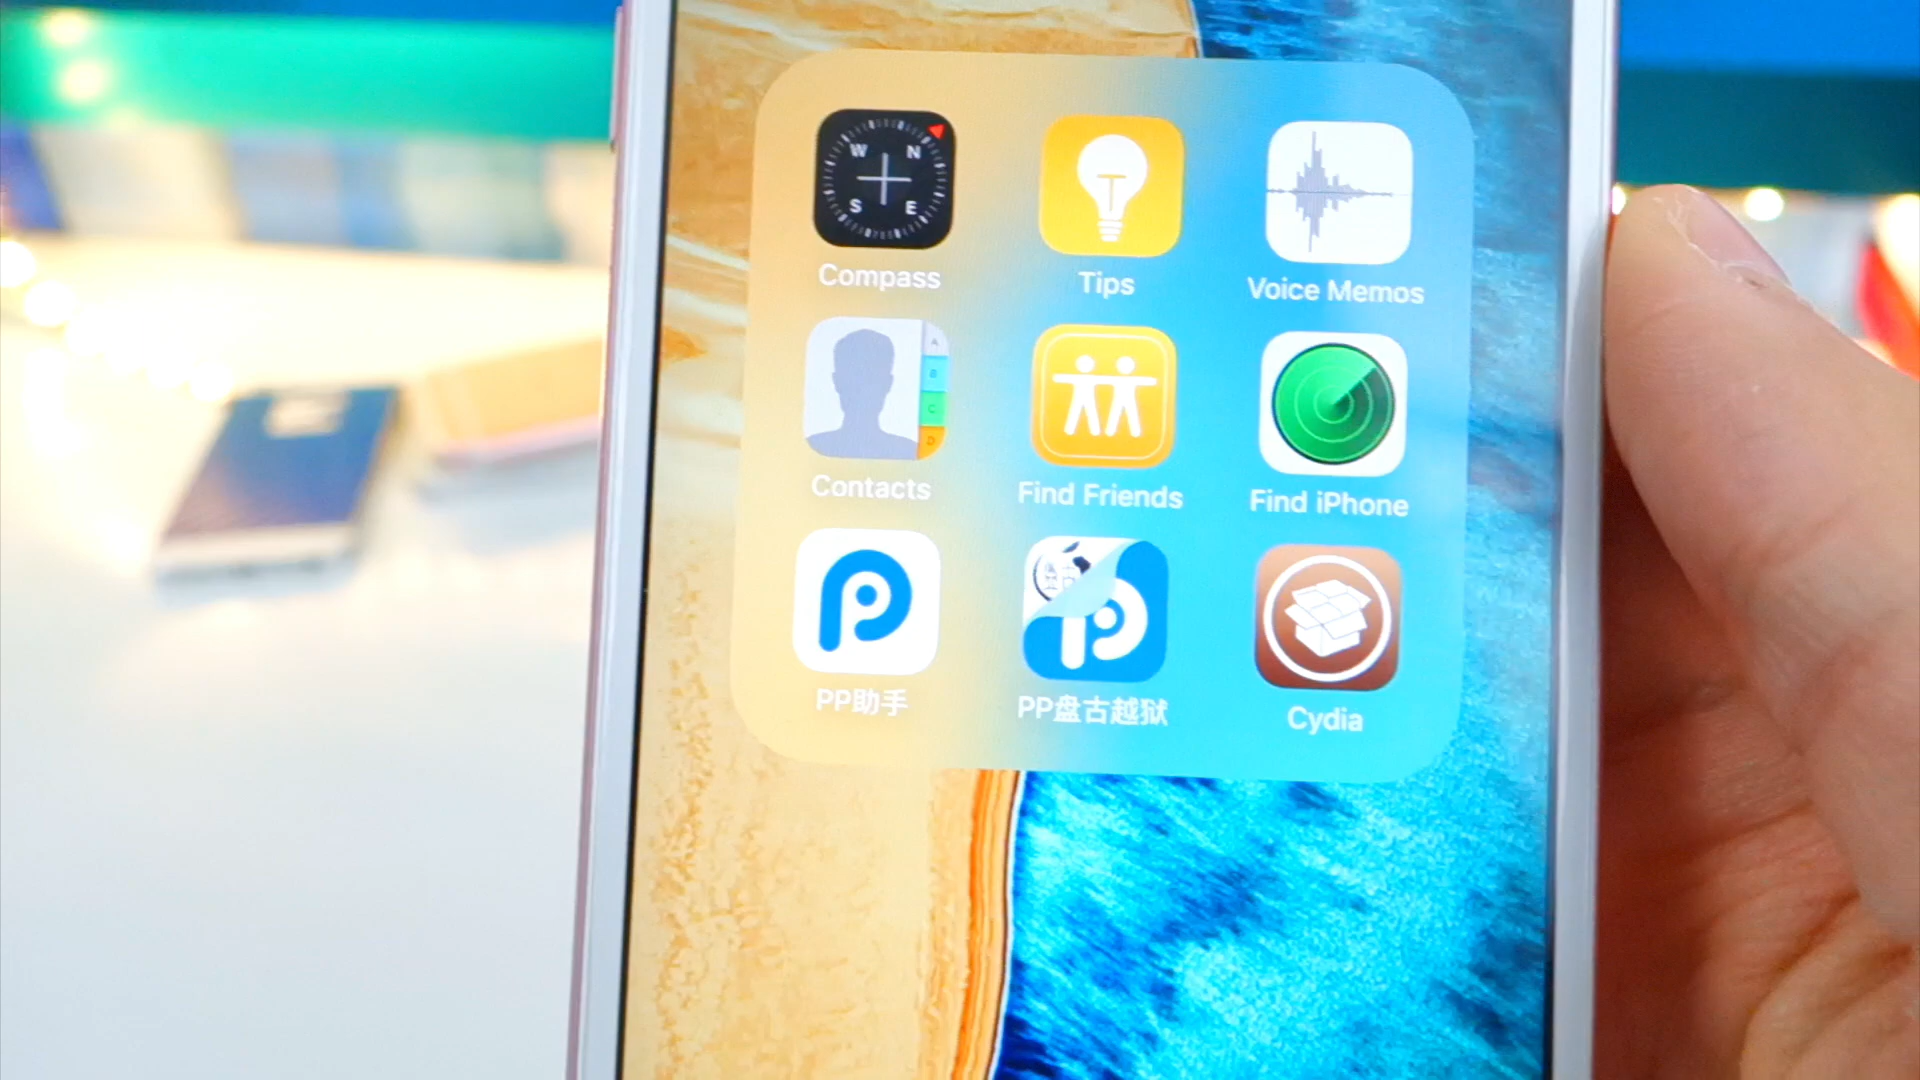 W N
S E
Compass
Tips
Voice Memos
A
B
C
D
Contacts
Find Friends
Find iPhone
PP助手
PP盘古越狱
Cydia